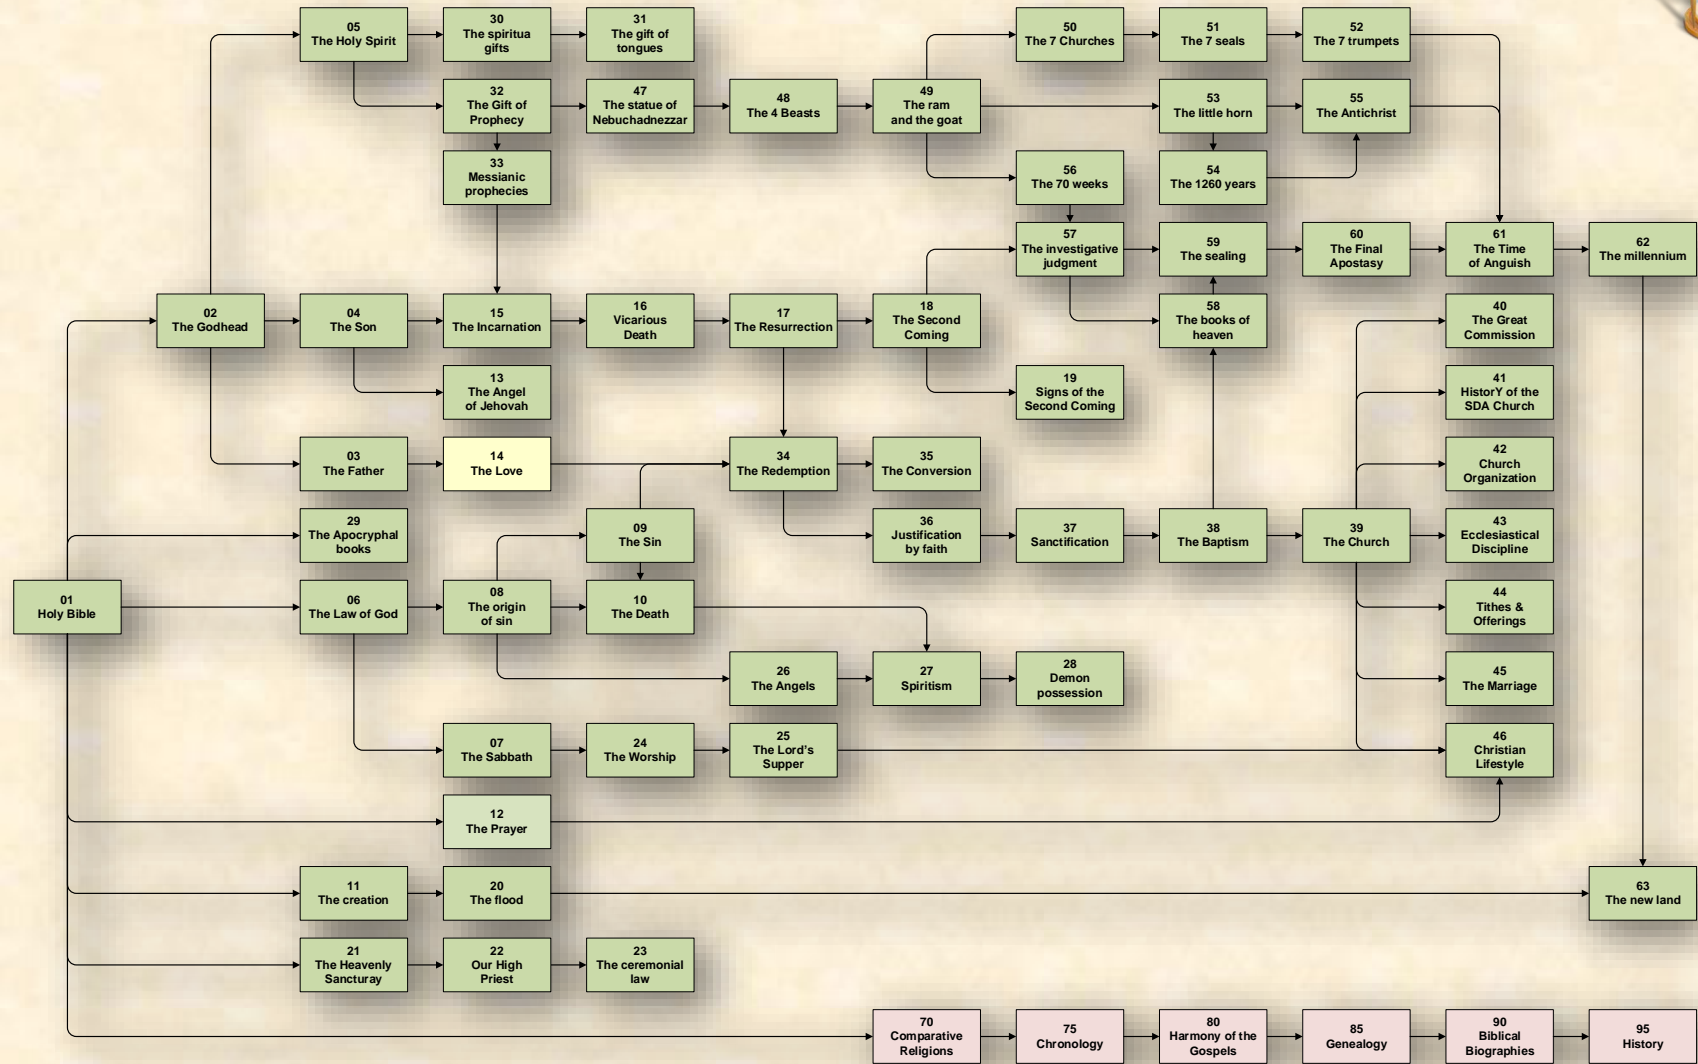 05
The Holy Spirit
30
The spiritua
gifts
31
The gift of
tongues
50
The 7 Churches
51
The 7 seals
52
The 7 trumpets
32
The Gift of
Prophecy
47
The statue of
Nebuchadnezzar
48
The 4 Beasts
49
The ram
and the goat
53
The little horn
55
The Antichrist
33
Messianic
prophecies
56
The 70 weeks
54
The 1260 years
57
The investigative
judgment
59
The sealing
60
The Final
Apostasy
61
The Time
of Anguish
62
The millennium
02
The Godhead
04
The Son
15
The Incarnation
16
Vicarious
Death
17
The Resurrection
18
The Second
Coming
58
The books of
heaven
40
The Great
Commission
13
The Angel
of Jehovah
19
Signs of the
Second Coming
41
HistorY of the
SDA Church
03
The Father
14
The Love
34
The Redemption
35
The Conversion
42
Church
Organization
29
The Apocryphal
books
09
The Sin
36
Justification
by faith
37
Sanctification
38
The Baptism
39
The Church
43
Ecclesiastical
Discipline
01
Holy Bible
06
The Law of God
08
The origin
of sin
10
The Death
44
Tithes &
Offerings
26
The Angels
27
Spiritism
28
Demon
possession
45
The Marriage
07
The Sabbath
24
The Worship
25
The Lord's
Supper
46
Christian
Lifestyle
12
The Prayer
11
The creation
20
The flood
63
The new land
21
The Heavenly
Sancturay
22
Our High
Priest
23
The ceremonial
law
70
Comparative
Religions
75
Chronology
80
Harmony of the
Gospels
85
Genealogy
90
Biblical
Biographies
95
History